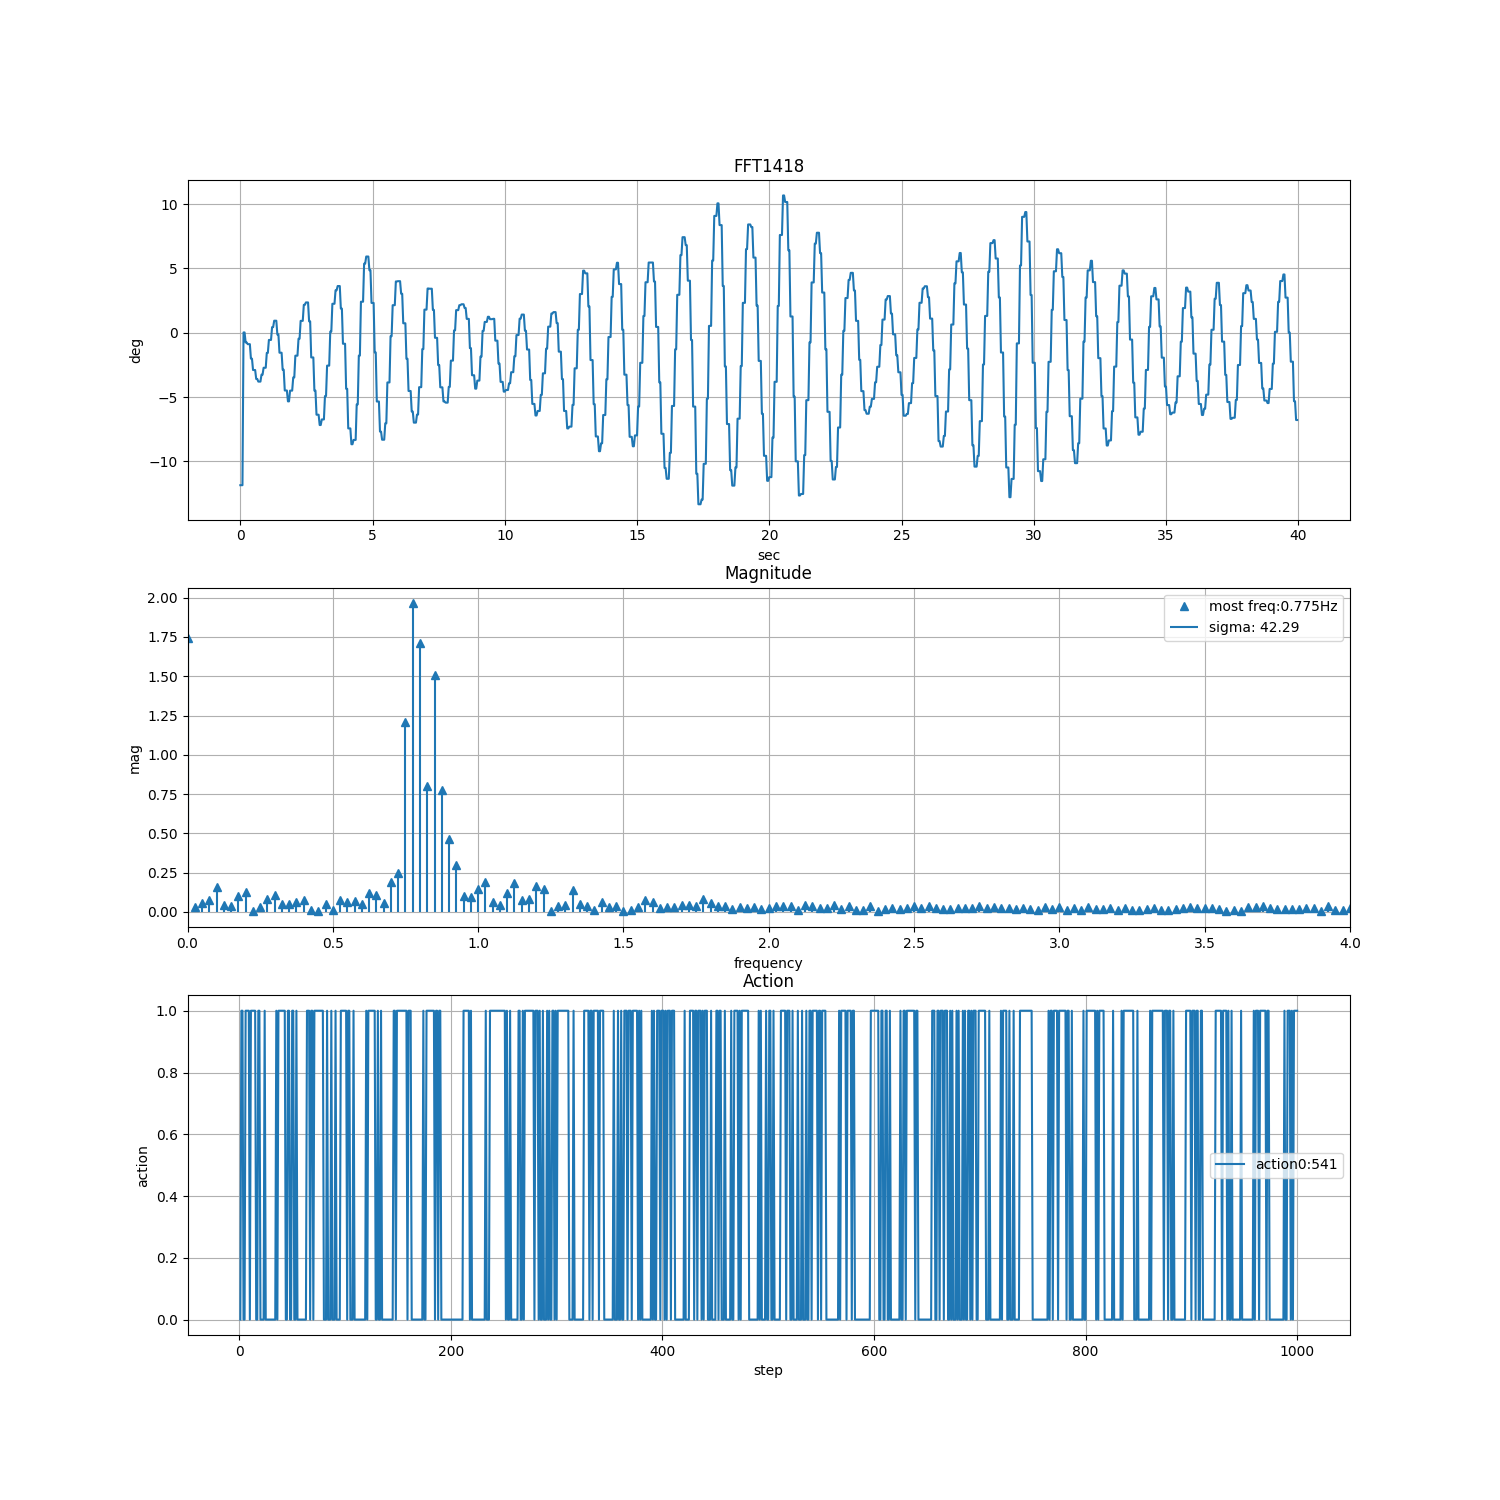 FFT1418
10
5
0
−5
−10
deg
0 5 10 15 20 25 30 35 40
sec
Magnitude
2.00
1.75
1.50
1.25
1.00
0.75
0.50
0.25
0.00
mag
most freq:0.775Hz
sigma: 42.29
0.0 0.5 1.0 1.5 2.0 2.5 3.0 3.5 4.0
frequency
Action
1.0
0.8
0.6
0.4
0.2
0.0
action
action0:541
0 200 400 600 800 1000
step